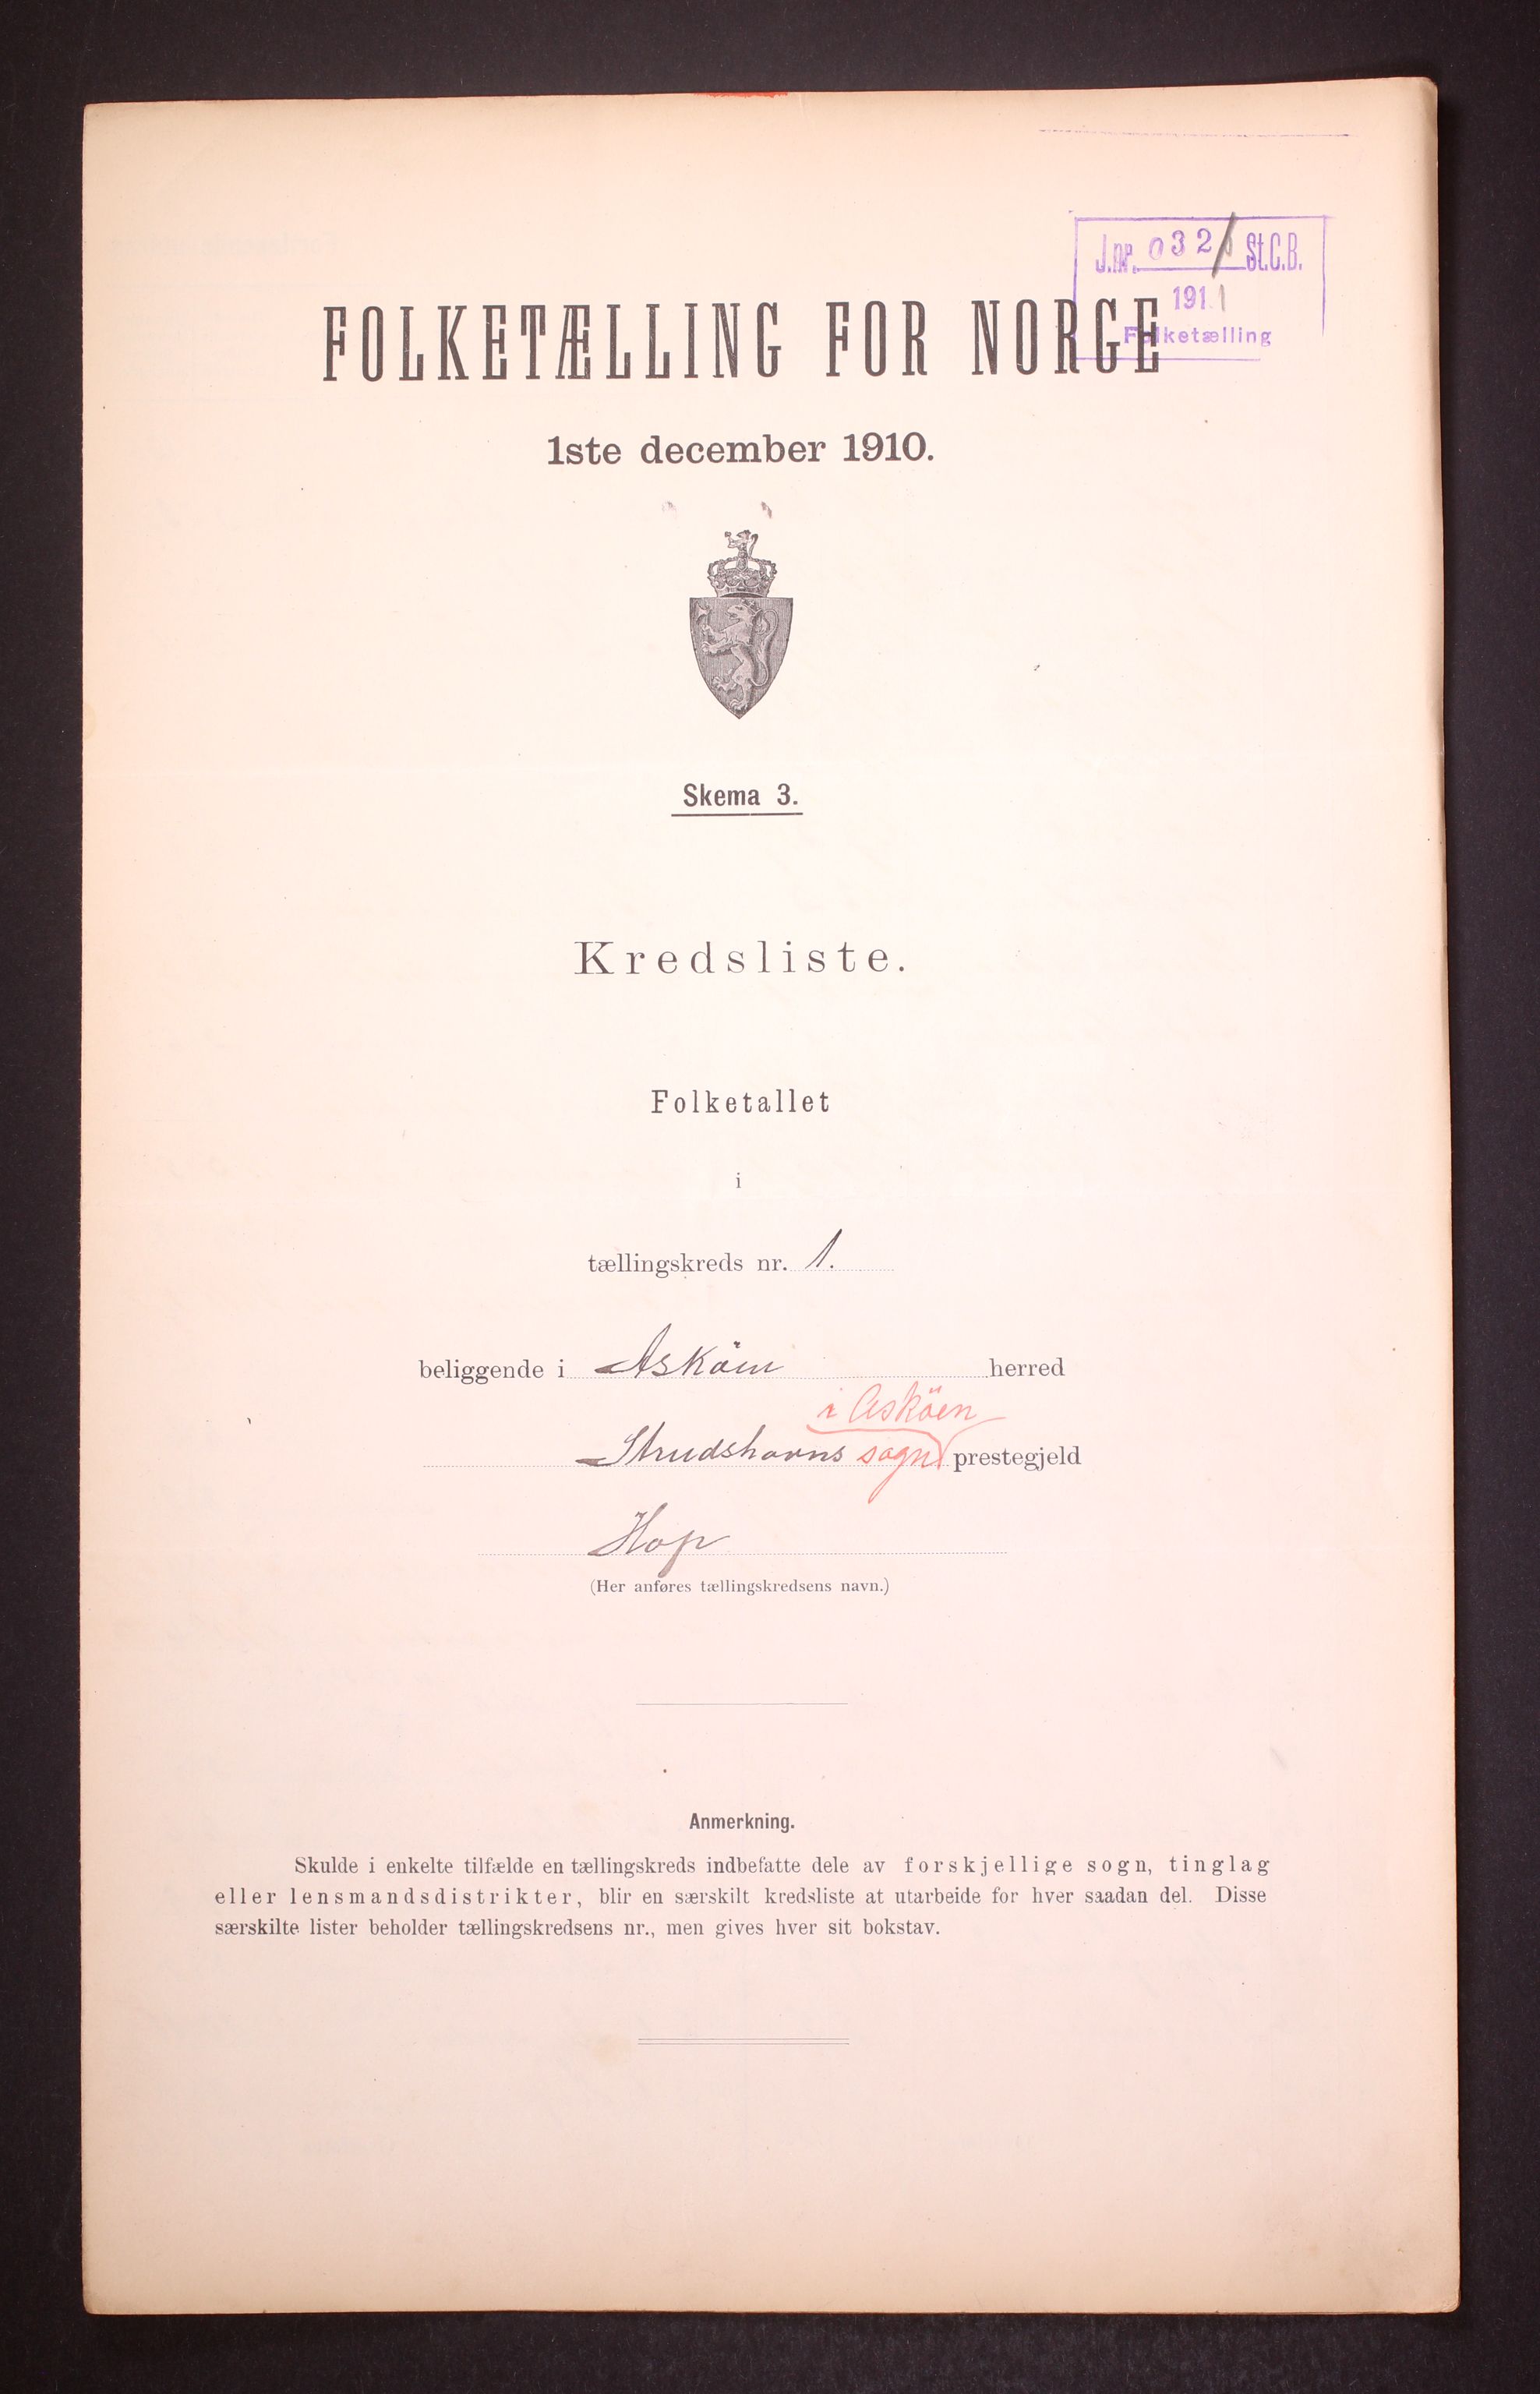 J.nr. 032 St.C.B.
1911
Folketælling
FOLKETÆLLING FOR NORGE
1ste december 1910.
Skema 3.
Kredsliste.
Folketallet
i
tællingskreds nr. 1.
beliggende i Asköen herred
i Asköen
Strudshavns sogn prestegjeld
Hop
(Her anføres tællingskredsens navn.)
Anmerkning.
Skulde i enkelte tilfælde en tællingskreds indbefatte dele av forskjellige sogn, tinglag
eller lensmandsdistrikter, blir en særskilt kredsliste at utarbeide for hver saadan del. Disse
særskilte lister beholder tællingskredsens nr., men gives hver sit bokstav.